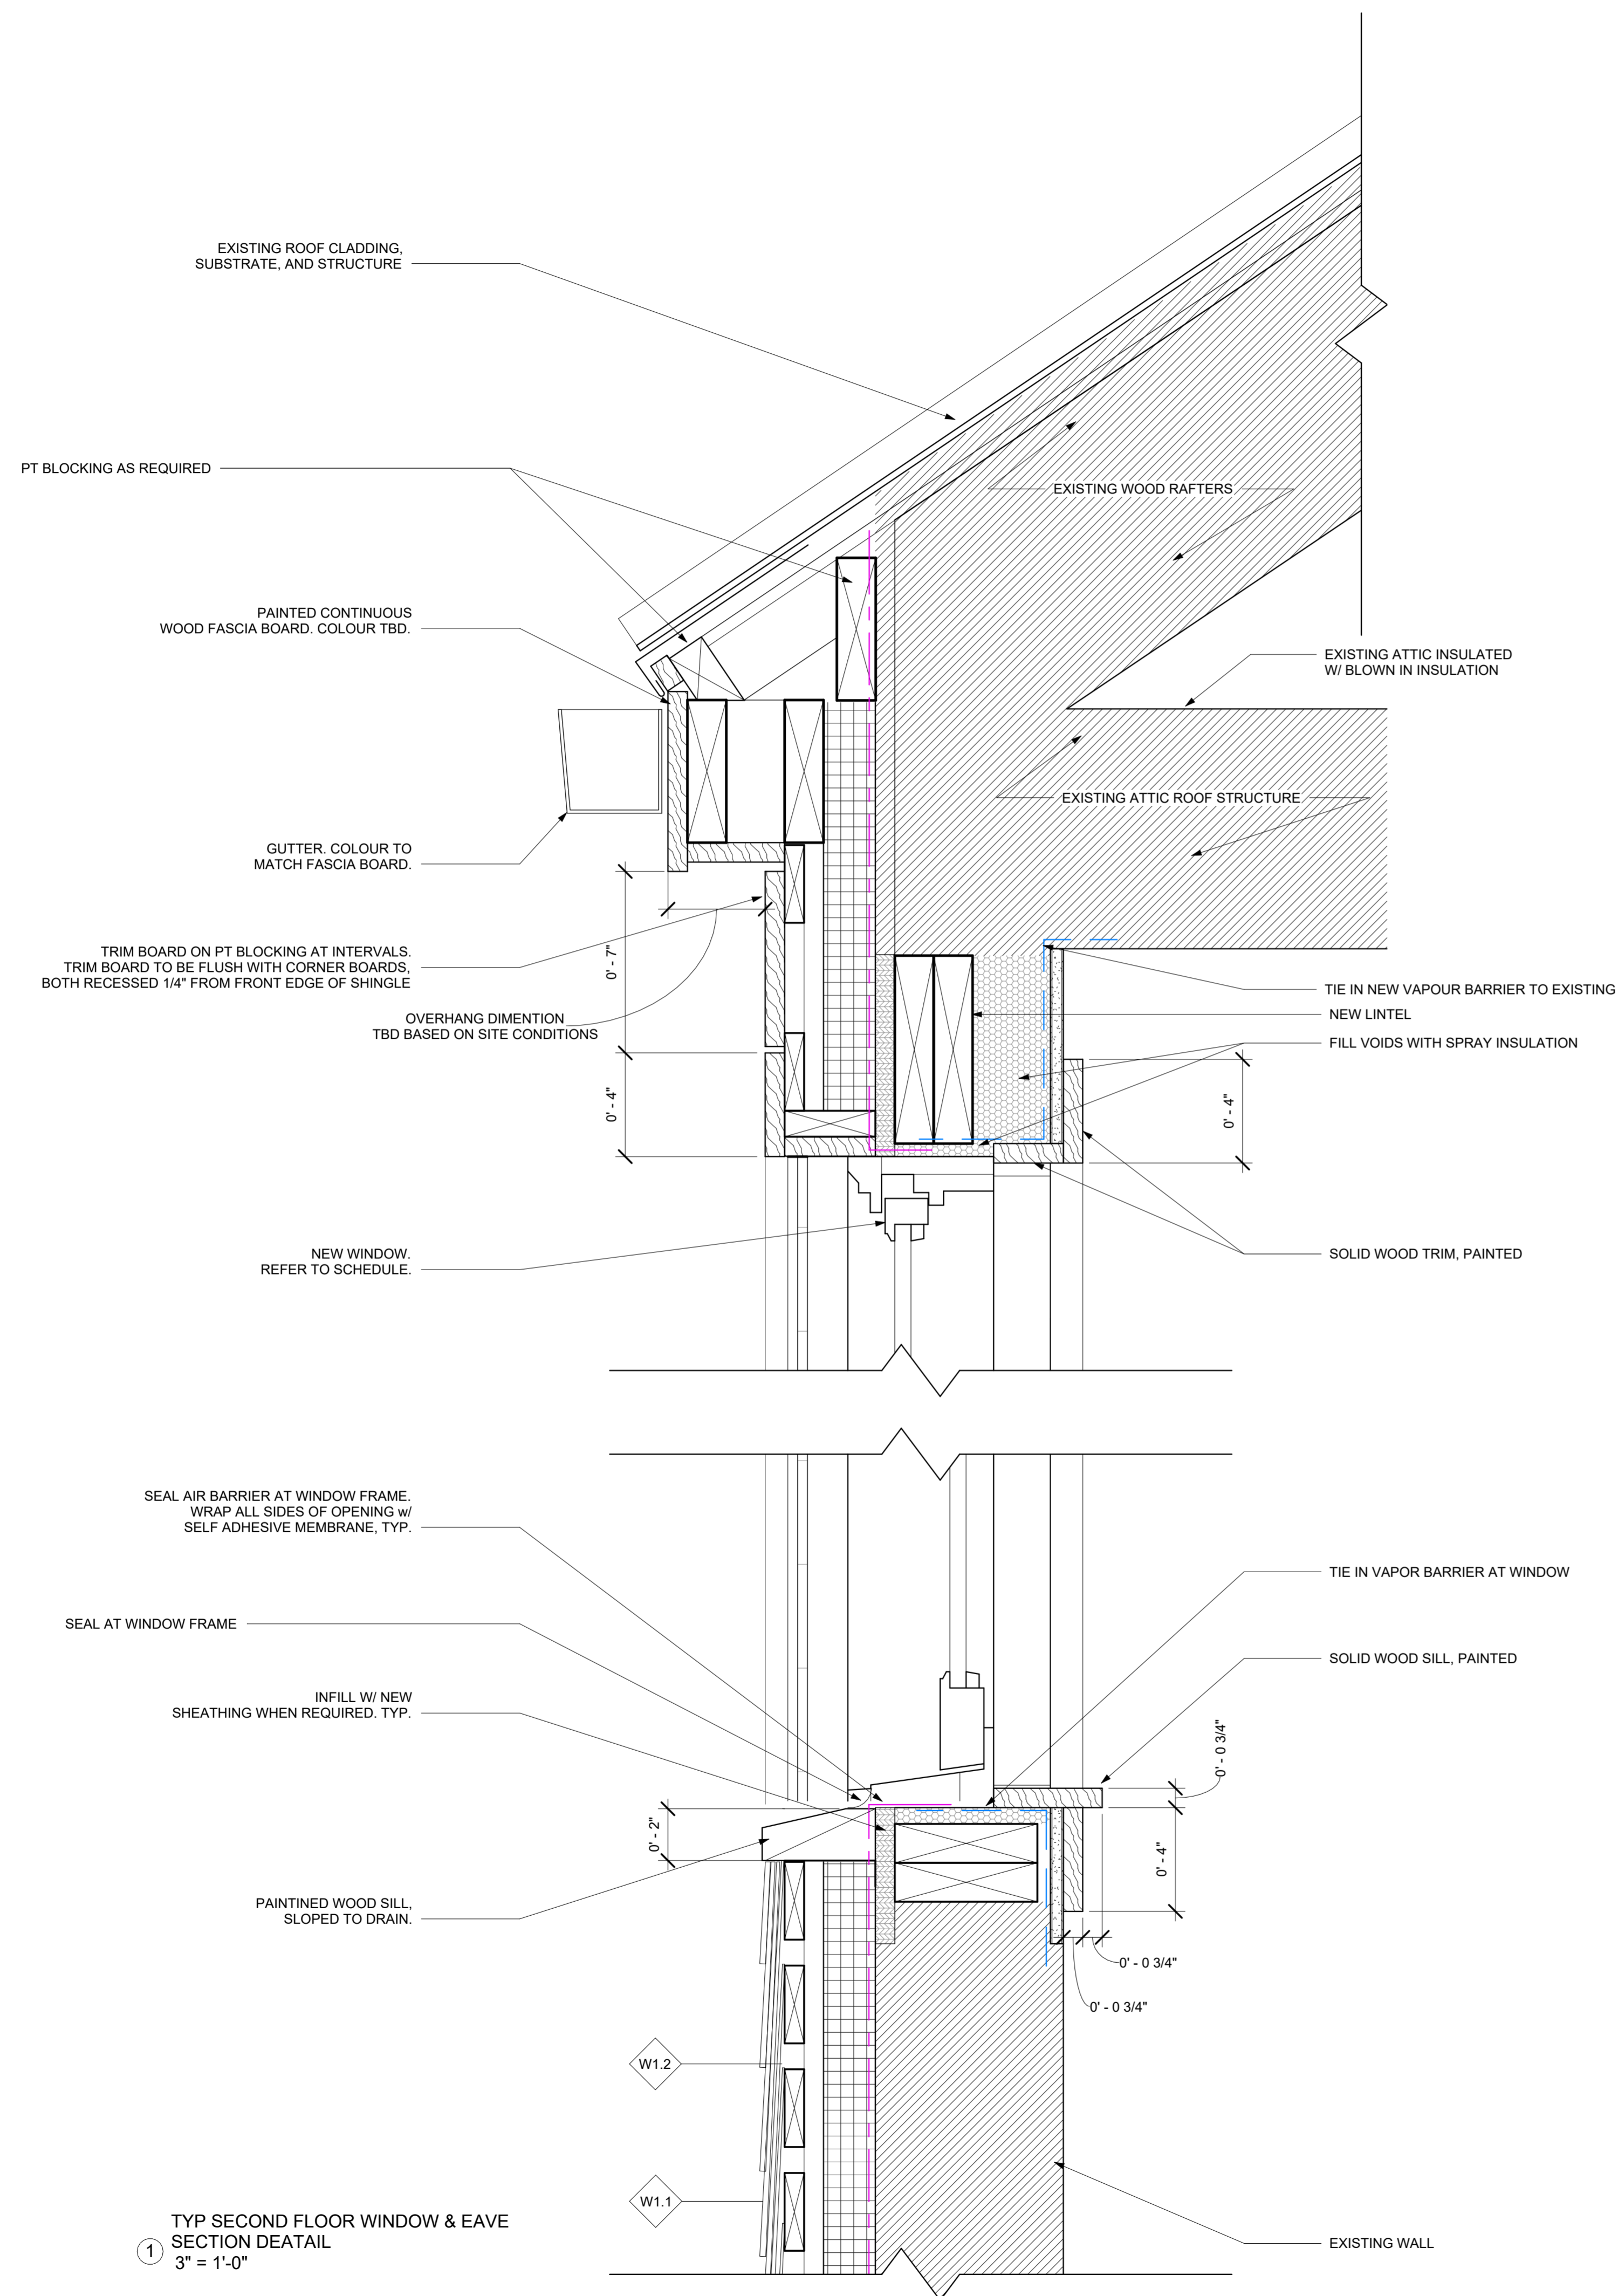 EXISTING ROOF CLADDING,
SUBSTRATE, AND STRUCTURE
PT BLOCKING AS REQUIRED
EXISTING WOOD RAFTERS
PAINTED CONTINUOUS
WOOD FASCIA BOARD. COLOUR TBD.
EXISTING ATTIC INSULATED
W/ BLOWN IN INSULATION
EXISTING ATTIC ROOF STRUCTURE
GUTTER. COLOUR TO
MATCH FASCIA BOARD.
TRIM BOARD ON PT BLOCKING AT INTERVALS.
TRIM BOARD TO BE FLUSH WITH CORNER BOARDS,
BOTH RECESSED 1/4" FROM FRONT EDGE OF SHINGLE
0' - 7"
OVERHANG DIMENTION
TBD BASED ON SITE CONDITIONS
TIE IN NEW VAPOUR BARRIER TO EXISTING
NEW LINTEL
FILL VOIDS WITH SPRAY INSULATION
0' - 4"
0' - 4"
NEW WINDOW.
REFER TO SCHEDULE.
SOLID WOOD TRIM, PAINTED
SEAL AIR BARRIER AT WINDOW FRAME.
WRAP ALL SIDES OF OPENING w/
SELF ADHESIVE MEMBRANE, TYP.
TIE IN VAPOR BARRIER AT WINDOW
SEAL AT WINDOW FRAME
SOLID WOOD SILL, PAINTED
INFILL W/ NEW
SHEATHING WHEN REQUIRED. TYP.
0' - 0 3/4"
0' - 2"
0' - 4"
PAINTINED WOOD SILL,
SLOPED TO DRAIN.
0' - 0 3/4"
0' - 0 3/4"
W1.2
W1.1
EXISTING WALL
1
TYP SECOND FLOOR WINDOW & EAVE
SECTION DEATAIL
3" = 1'-0"